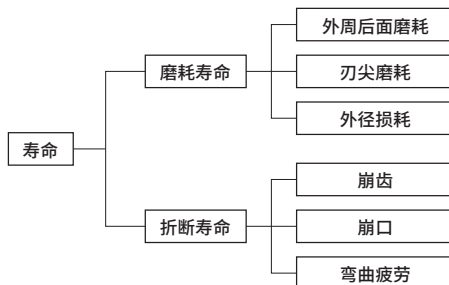 外周后面磨耗
磨耗寿命
刃尖磨耗
外径损耗
寿命
崩齿
折断寿命
崩口
弯曲疲劳